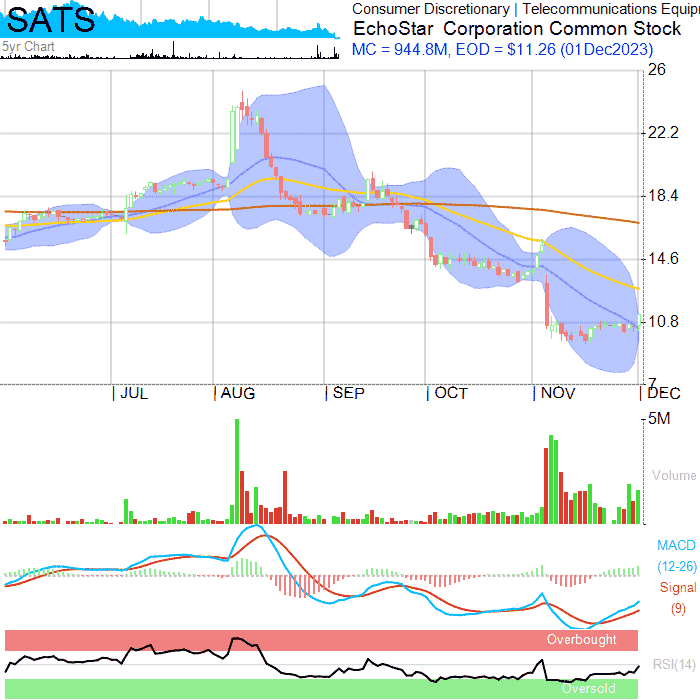 SATS
5yr Chart
Consumer Discretionary | Telecommunications Equip
EchoStar Corporation Common Stock
MC = 944.8M, EOD = $11.26 (01Dec2023)
26
22.2
18.4
14.6
10.8
7
JUL AUG SEP OCT NOV DEC
5M
Volume
MACD
(12-26)
Signal
(9)
Overbought
RSI(14)
Oversold